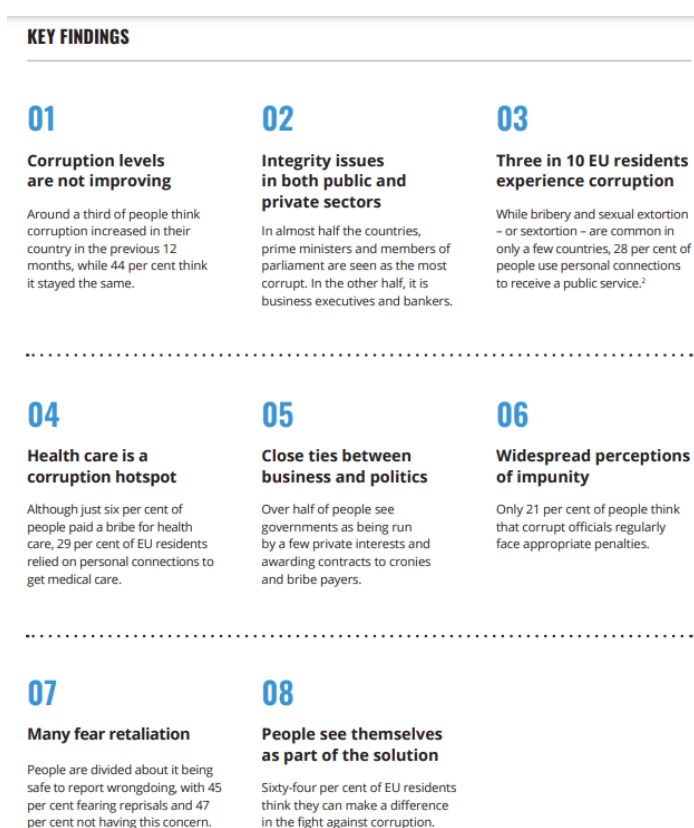 KEY FINDINGS
01
Corruption levels
are not improving
Around a third of people think
corruption increased in their
country in the previous 12
months, while 44 per cent think
it stayed the same.
02
Integrity issues
in both public and
private sectors
In almost half the countries,
prime ministers and members of
parliament are seen as the most
corrupt. In the other half, it is
business executives and bankers.
03
Three in 10 EU residents
experience corruption
While bribery and sexual extortion
– or sextortion – are common in
only a few countries, 28 per cent of
people use personal connections
to receive a public service.²
04
Health care is a
corruption hotspot
Although just six per cent of
people paid a bribe for health
care, 29 per cent of EU residents
relied on personal connections to
get medical care.
05
Close ties between
business and politics
Over half of people see
governments as being run
by a few private interests and
awarding contracts to cronies
and bribe payers.
06
Widespread perceptions
of impunity
Only 21 per cent of people think
that corrupt officials regularly
face appropriate penalties.
07
Many fear retaliation
People are divided about it being
safe to report wrongdoing, with 45
per cent fearing reprisals and 47
per cent not having this concern.
08
People see themselves
as part of the solution
Sixty-four per cent of EU residents
think they can make a difference
in the fight against corruption.